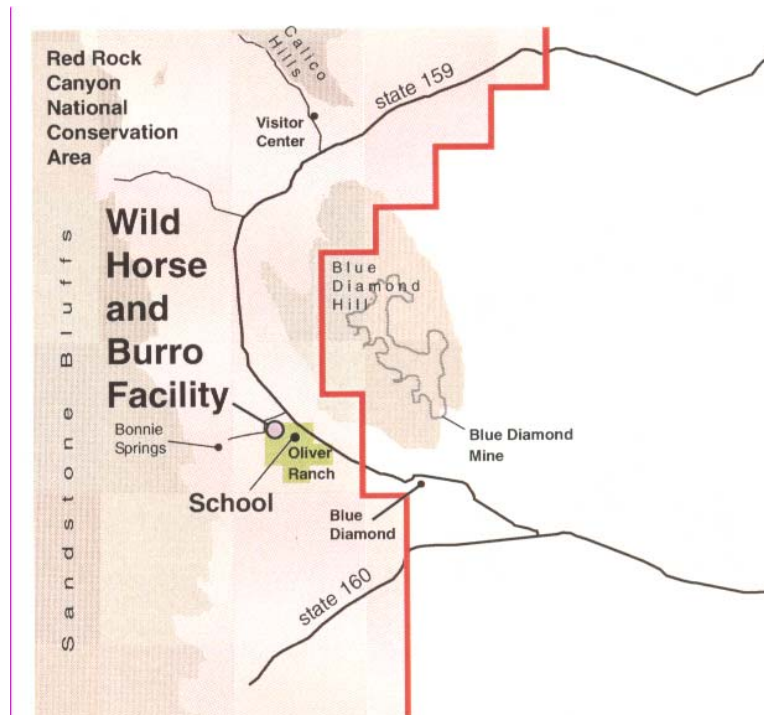 Red Rock
Canyon
National
Conservation
Area
Calico
Hills
state 159
Visitor
Center
Wild
Horse
and
Burro
Facility
Blue
Diamond
Hill
Sandstone Bluffs
Bonnie
Springs
Oliver
Ranch
School
Blue Diamond
Mine
Blue
Diamond
state 160